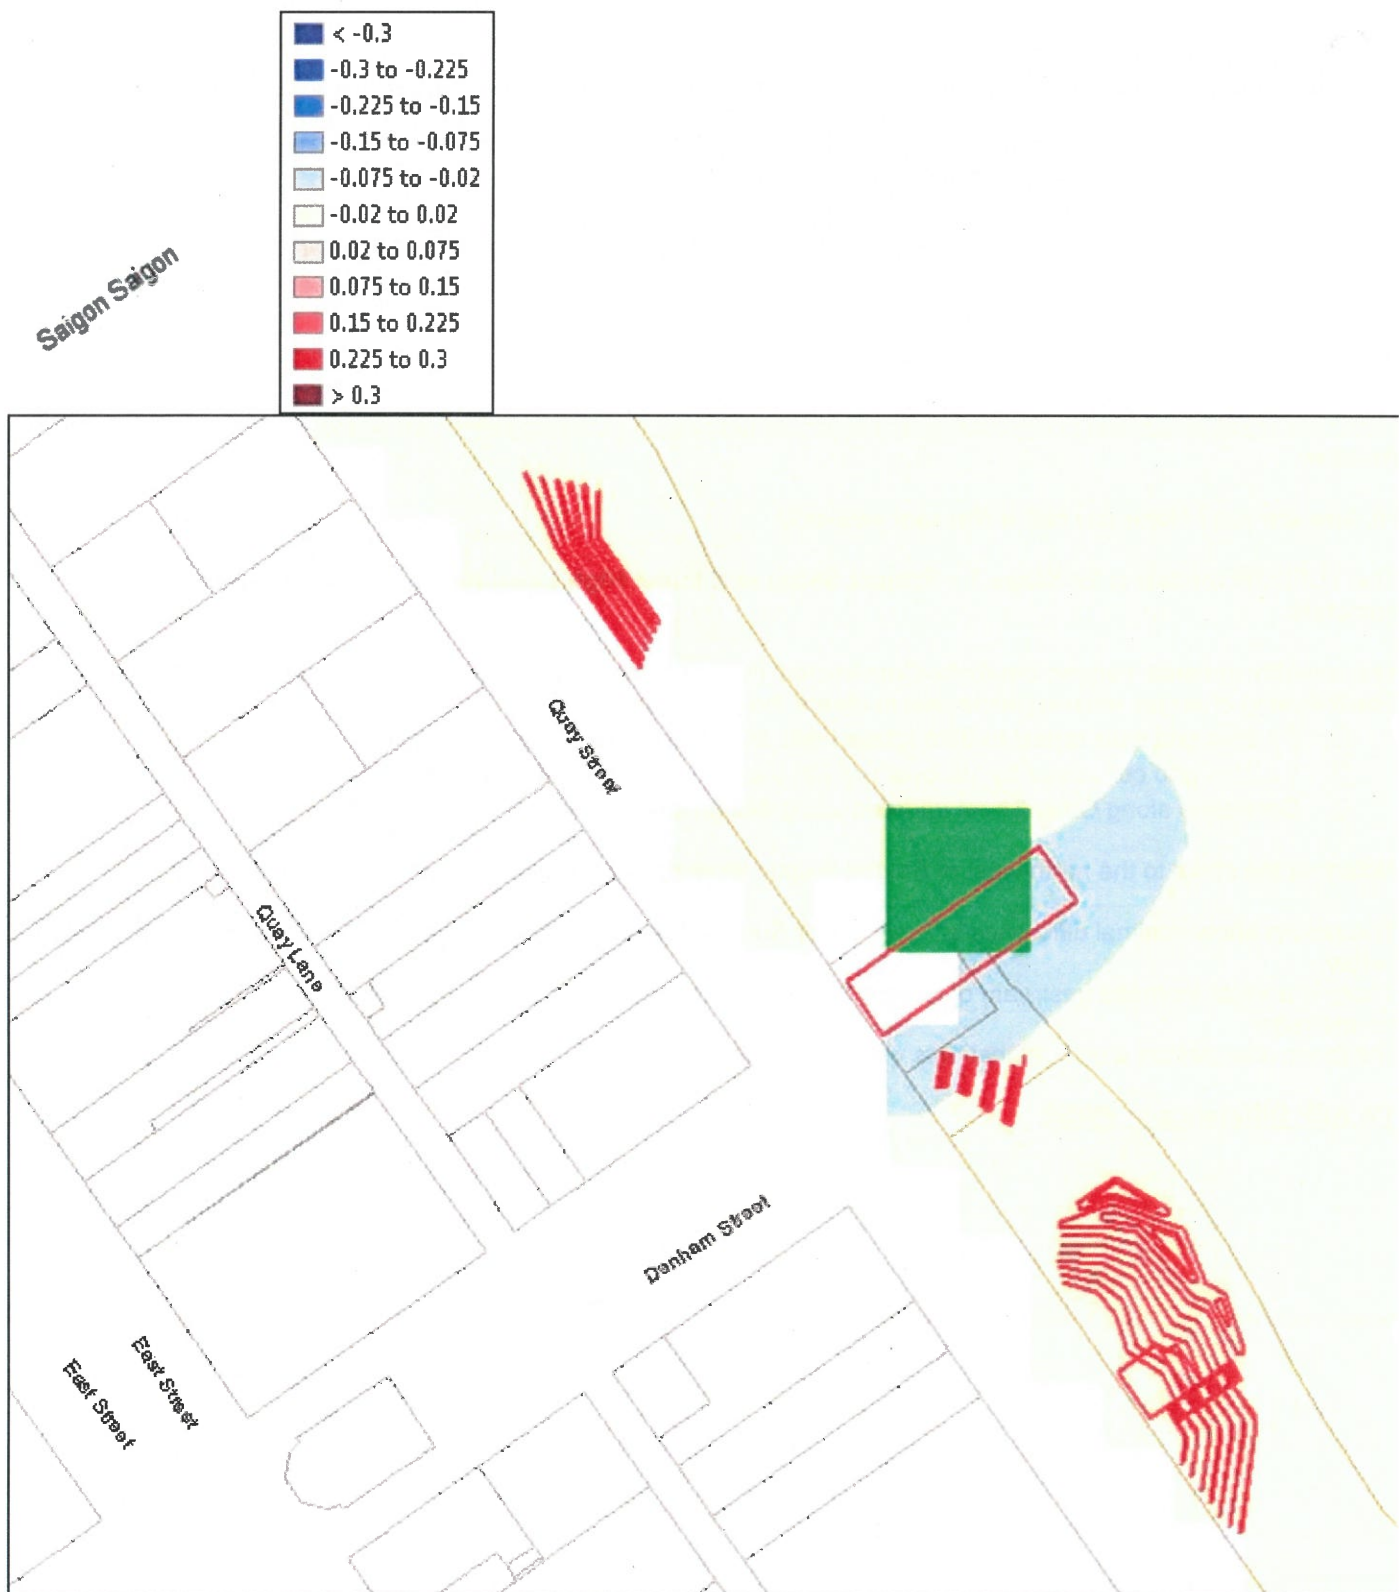 < -0.3
-0.3 to -0.225
-0.225 to -0.15
-0.15 to -0.075
-0.075 to -0.02
-0.02 to 0.02
0.02 to 0.075
0.075 to 0.15
0.15 to 0.225
0.225 to 0.3
> 0.3
Saigon Saigon
Quay Street
Quay Lane
Denham Street
East Street
East Street